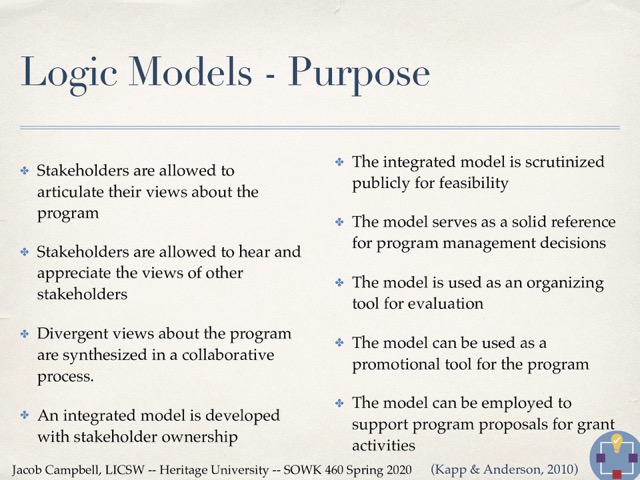 Logic Models - Purpose
✤ Stakeholders are allowed to
articulate their views about the
program
✤ Stakeholders are allowed to hear and
appreciate the views of other
stakeholders
✤ Divergent views about the program
are synthesized in a collaborative
process.
✤ An integrated model is developed
with stakeholder ownership
✤ The integrated model is scrutinized
publicly for feasibility
✤ The model serves as a solid reference
for program management decisions
✤ The model is used as an organizing
tool for evaluation
✤ The model can be used as a
promotional tool for the program
✤ The model can be employed to
support program proposals for grant
activities
Jacob Campbell, LICSW -- Heritage University -- SOWK 460 Spring 2020
(Kapp & Anderson, 2010)